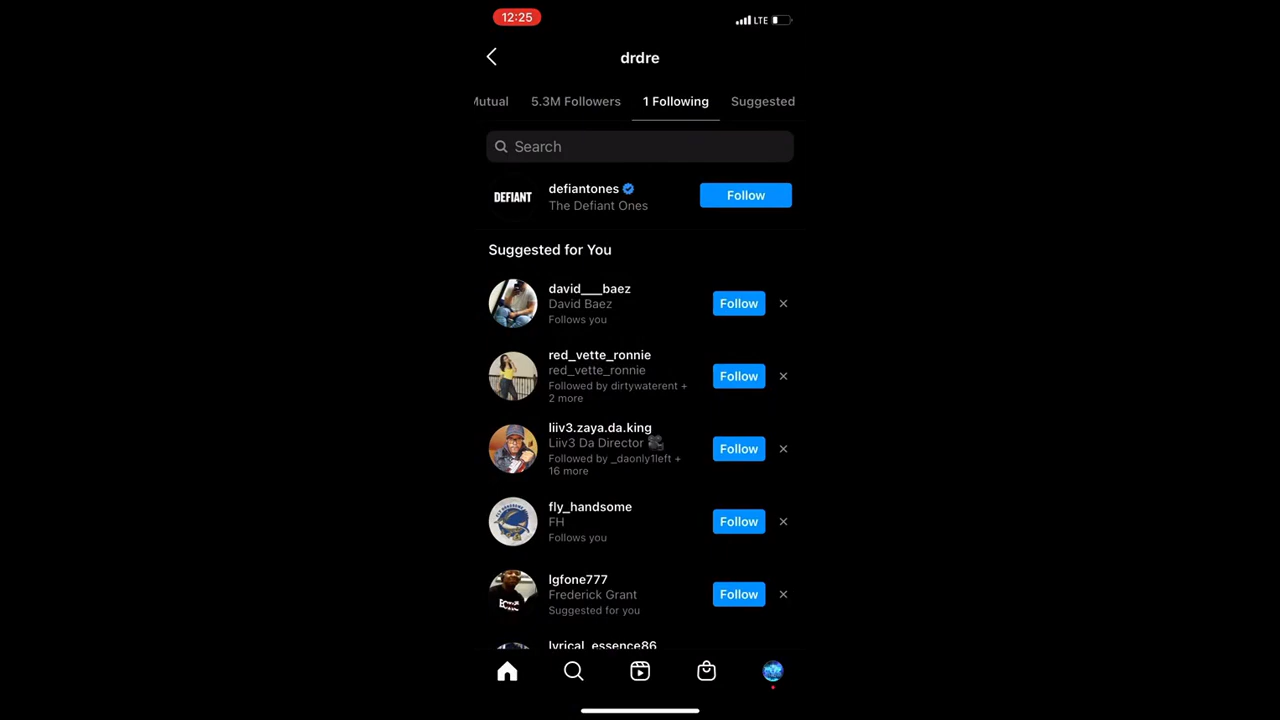 12:25
LTE
drdre
Mutual 5.3M Followers 1 Following Suggested
Search
DEFIANT
defiantones
The Defiant Ones
Follow
Suggested for You
david___baez
David Baez
Follows you
Follow
red_vette_ronnie
red_vette_ronnie
Followed by dirtywaterent +
2 more
Follow
liiv3.zaya.da.king
Liiv3 Da Director 🎥
Followed by _daonly1left +
16 more
Follow
fly_handsome
FH
Follows you
Follow
lgfone777
Frederick Grant
Suggested for you
Follow
lyrical_essence86